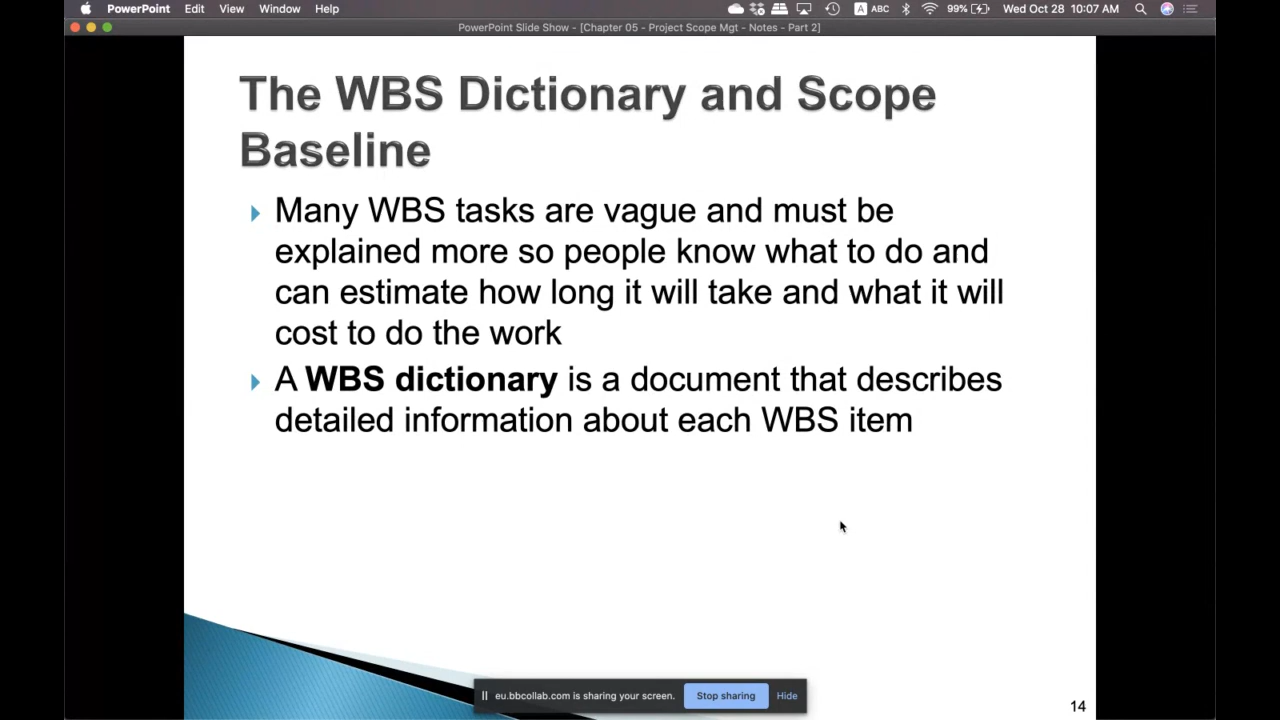 PowerPoint Edit View Window Help A ABC 99% Wed Oct 28 10:07 AM
PowerPoint Slide Show - [Chapter 05 - Project Scope Mgt - Notes - Part 2]
The WBS Dictionary and Scope
Baseline
Many WBS tasks are vague and must be
explained more so people know what to do and
can estimate how long it will take and what it will
cost to do the work
A WBS dictionary is a document that describes
detailed information about each WBS item
eu.bbcollab.com is sharing your screen. Stop sharing Hide
14